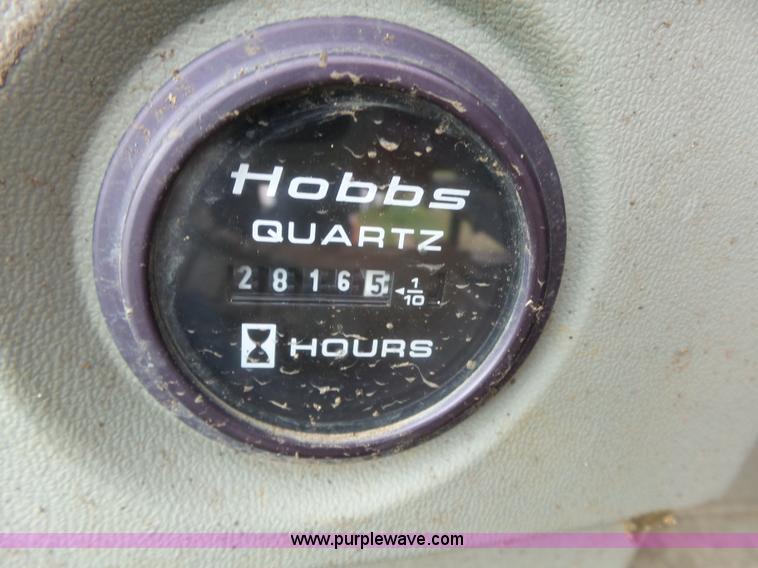 Hobbs
QUARTZ
28165 1/10
HOURS
www.purplewave.com